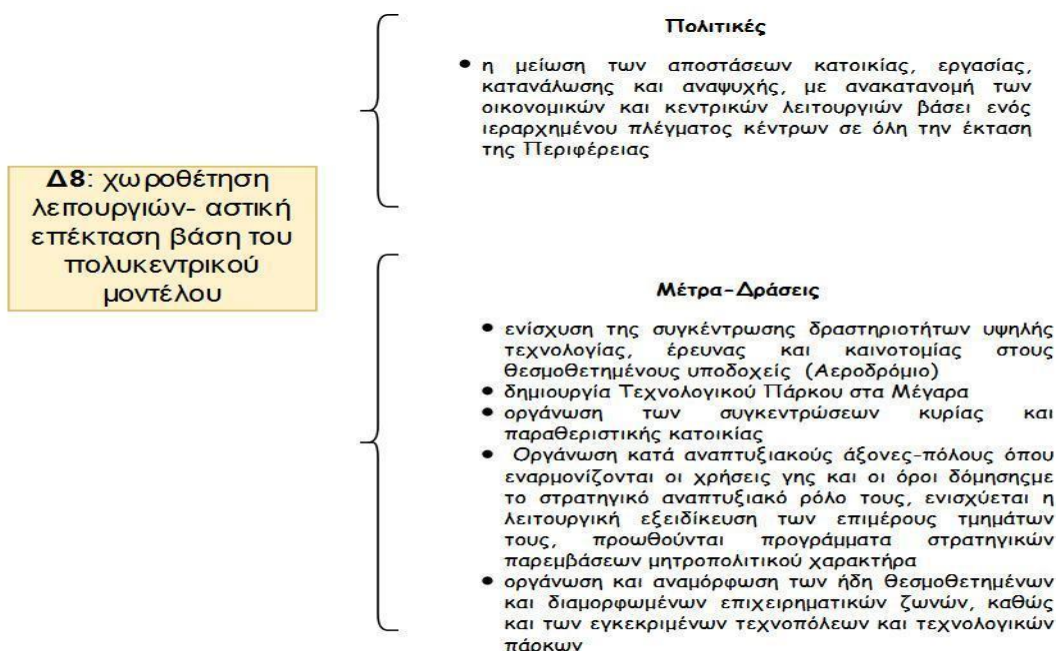 Πολιτικές
● η μείωση των αποστάσεων κατοικίας, εργασίας,
κατανάλωσης και αναψυχής, με ανακατανομή των
οικονομικών και κεντρικών λειτουργιών βάσει ενός
ιεραρχημένου πλέγματος κέντρων σε όλη την έκταση
της Περιφέρειας
Δ8: χωροθέτηση
λειτουργιών- αστική
επέκταση βάση του
πολυκεντρικού
μοντέλου
Μέτρα-Δράσεις
● ενίσχυση της συγκέντρωσης δραστηριοτήτων υψηλής
τεχνολογίας, έρευνας και καινοτομίας στους
θεσμοθετημένους υποδοχείς (Αεροδρόμιο)
● δημιουργία Τεχνολογικού Πάρκου στα Μέγαρα
● οργάνωση των συγκεντρώσεων κυρίας και
παραθεριστικής κατοικίας
● Οργάνωση κατά αναπτυξιακούς άξονες-πόλους όπου
εναρμονίζονται οι χρήσεις γης και οι όροι δόμησηςμε
το στρατηγικό αναπτυξιακό ρόλο τους, ενισχύεται η
λειτουργική εξειδίκευση των επιμέρους τμημάτων
τους, προωθούνται προγράμματα στρατηγικών
παρεμβάσεων μητροπολιτικού χαρακτήρα
● οργάνωση και αναμόρφωση των ήδη θεσμοθετημένων
και διαμορφωμένων επιχειρηματικών ζωνών, καθώς
και των εγκεκριμένων τεχνοπόλεων και τεχνολογικών
πάρκων